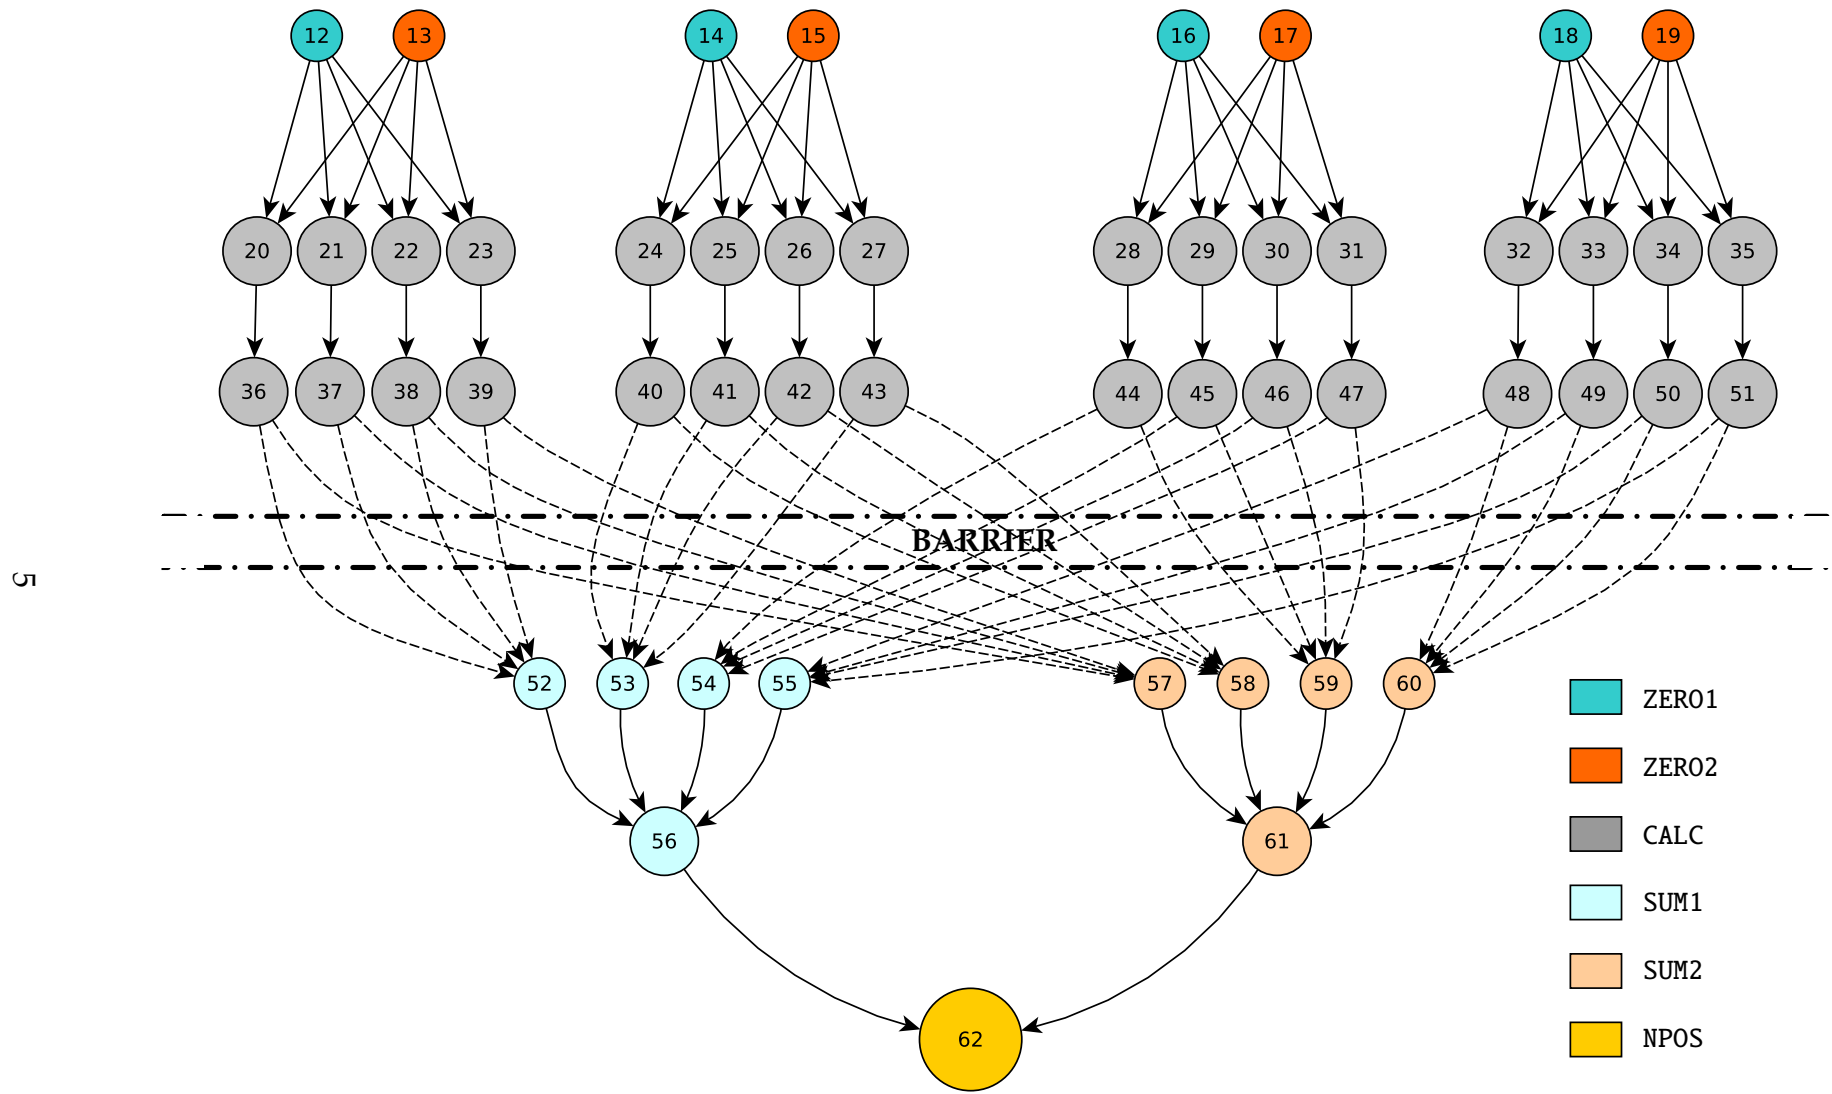 12 13 14 15 16 17 18 19
20 21 22 23 24 25 26 27 28 29 30 31 32 33 34 35
36 37 38 39 40 41 42 43 44 45 46 47 48 49 50 51
BARRIER
5
52 53 54 55 57 58 59 60
ZERO1
ZERO2
56 61
CALC
SUM1
SUM2
62
NPOS